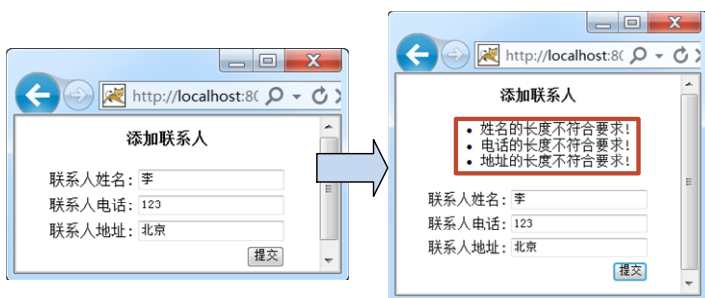 http://localhost:8(
添加联系人
联系人姓名: 李
联系人电话: 123
联系人地址: 北京
提交
http://localhost:8(
添加联系人
• 姓名的长度不符合要求!
• 电话的长度不符合要求!
• 地址的长度不符合要求!
联系人姓名: 李
联系人电话: 123
联系人地址: 北京
提交